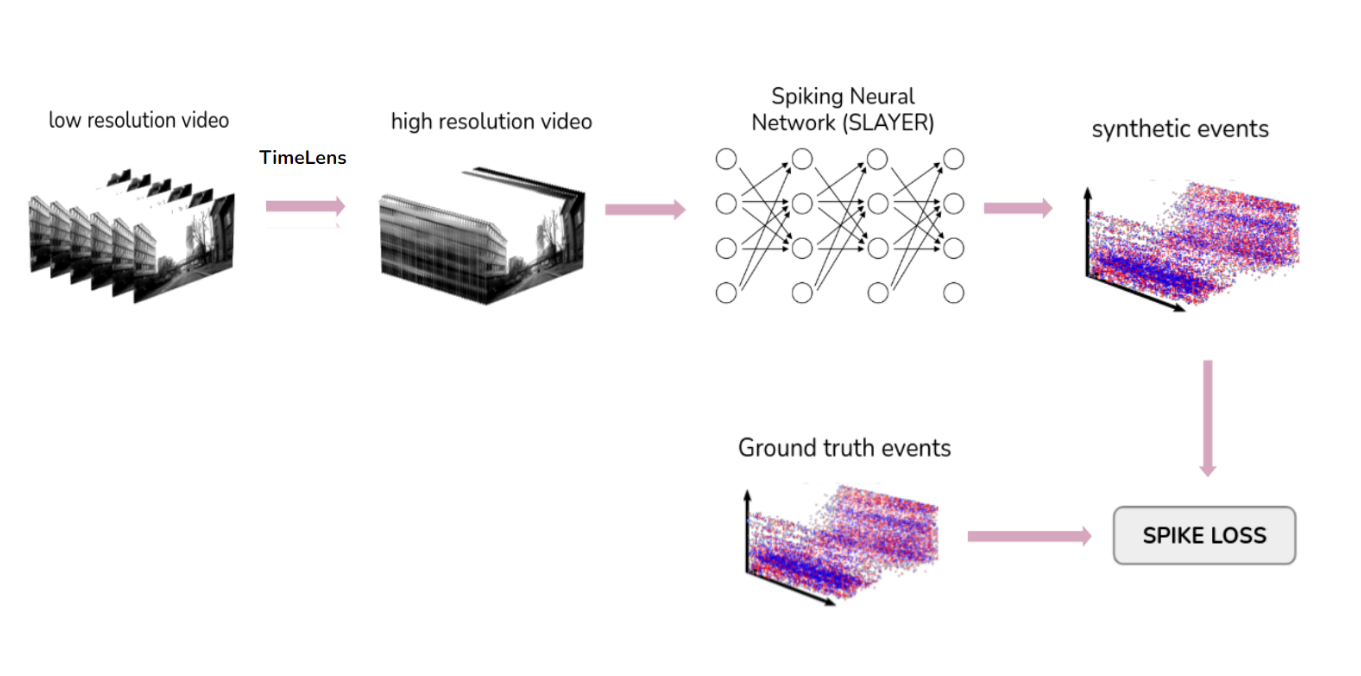 low resolution video
TimeLens
high resolution video
Spiking Neural
Network (SLAYER)
synthetic events
Ground truth events
SPIKE LOSS